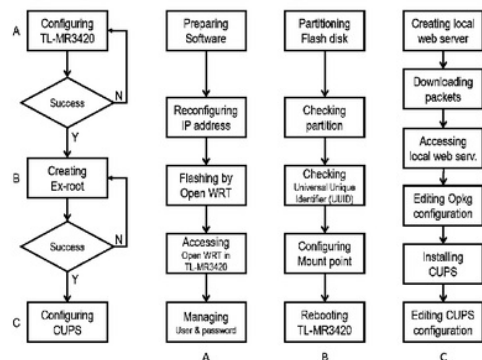 A
Configuring
TL-MR3420
N
Success
Y
B
Creating
Ex-root
N
Success
Y
C
Configuring
CUPS
Preparing
Software
Reconfiguring
IP address
Flashing by
Open WRT
Accessing
Open WRT in
TL-MR3420
Managing
User & password
A
Partitioning
Flash disk
Checking
partition
Checking
Universal Unique
Identifier (UUID)
Configuring
Mount point
Rebooting
TL-MR3420
B
Creating local
web server
Downloading
packets
Accessing
local web serv.
Editing Opkg
configuration
Installing
CUPS
Editing CUPS
configuration
C